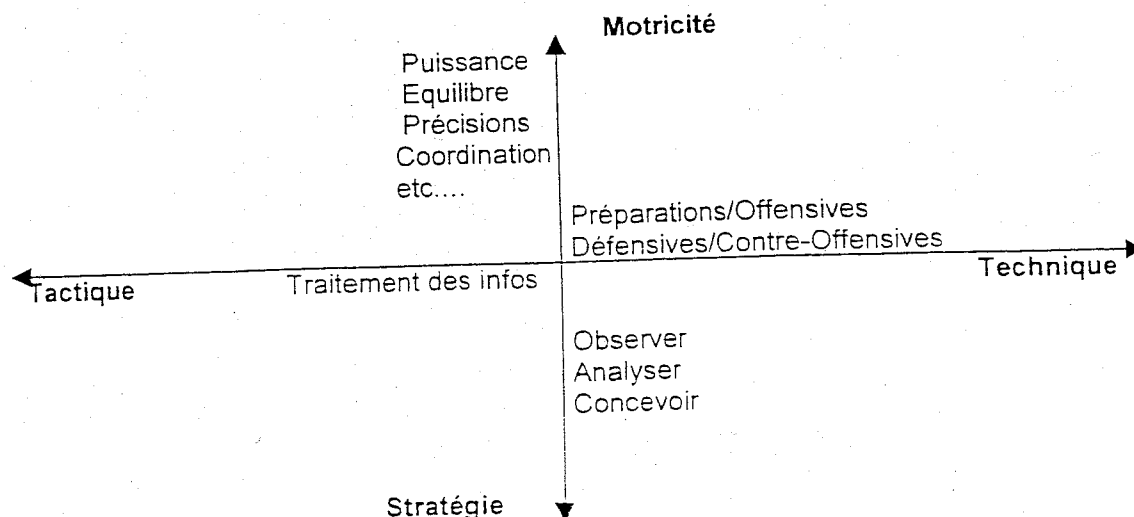 Motricité
Puissance
Equilibre
Précisions
Coordination
etc....
Préparations/Offensives
Défensives/Contre-Offensives
Technique
Tactique
Traitement des infos
Observer
Analyser
Concevoir
Stratégie